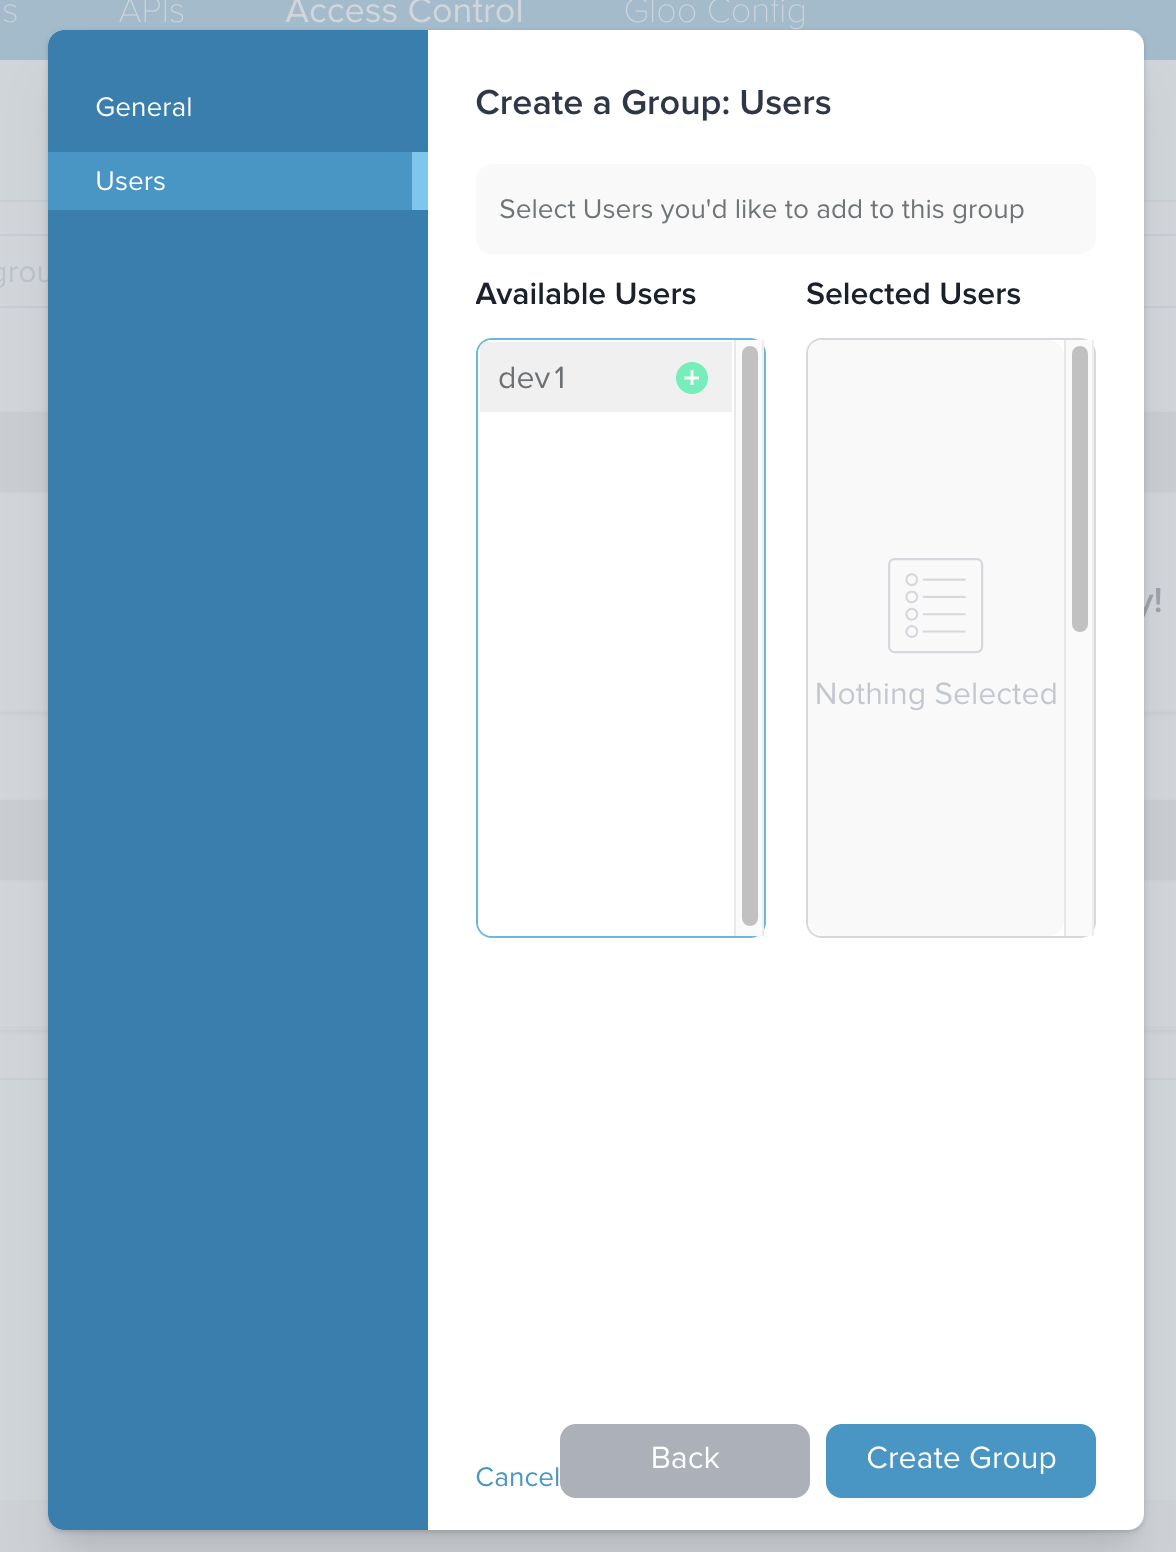 APIs
Access Control
Gloo Config
General
Users
Create a Group: Users
Select Users you'd like to add to this group
Available Users
Selected Users
dev1
Nothing Selected
Cancel
Back
Create Group